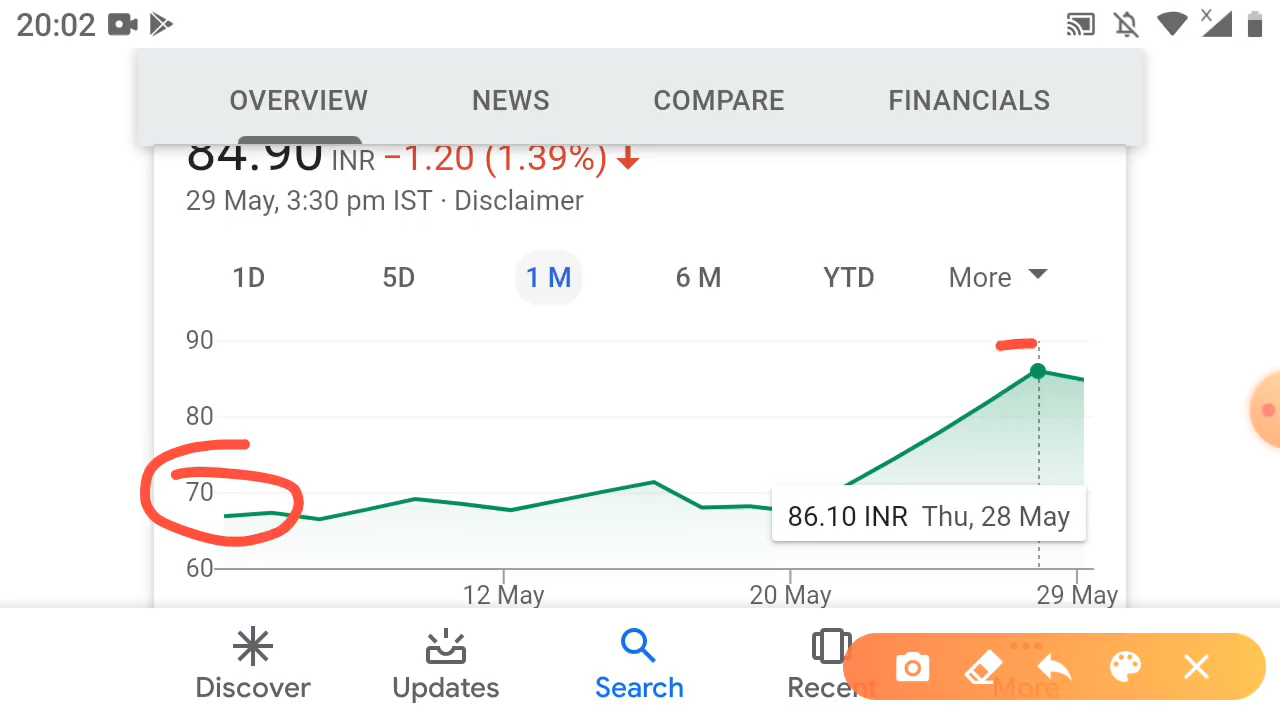 20:02
OVERVIEW NEWS COMPARE FINANCIALS
84.90 INR −1.20 (1.39%)
29 May, 3:30 pm IST · Disclaimer
1D 5D 1 M 6 M YTD More
90
80
70
86.10 INR Thu, 28 May
60
12 May 20 May 29 May
Discover Updates Search Recent More